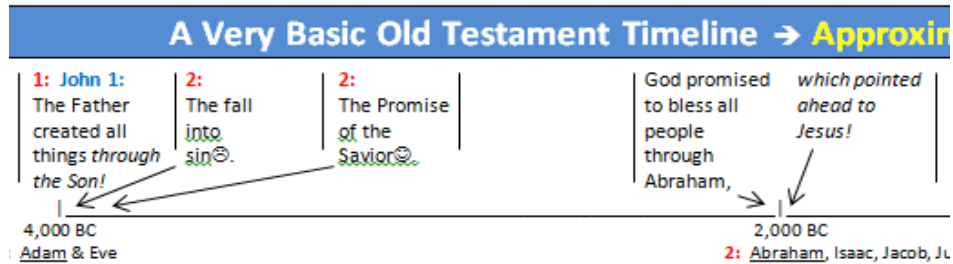 A Very Basic Old Testament Timeline → Approxin
1: John 1:
The Father
created all
things through
the Son!
2:
The fall
into
sin☹.
2:
The Promise
of the
Savior☺.
God promised
to bless all
people
through
Abraham,
which pointed
ahead to
Jesus!
4,000 BC
: Adam & Eve
2,000 BC
2: Abraham, Isaac, Jacob, Ju